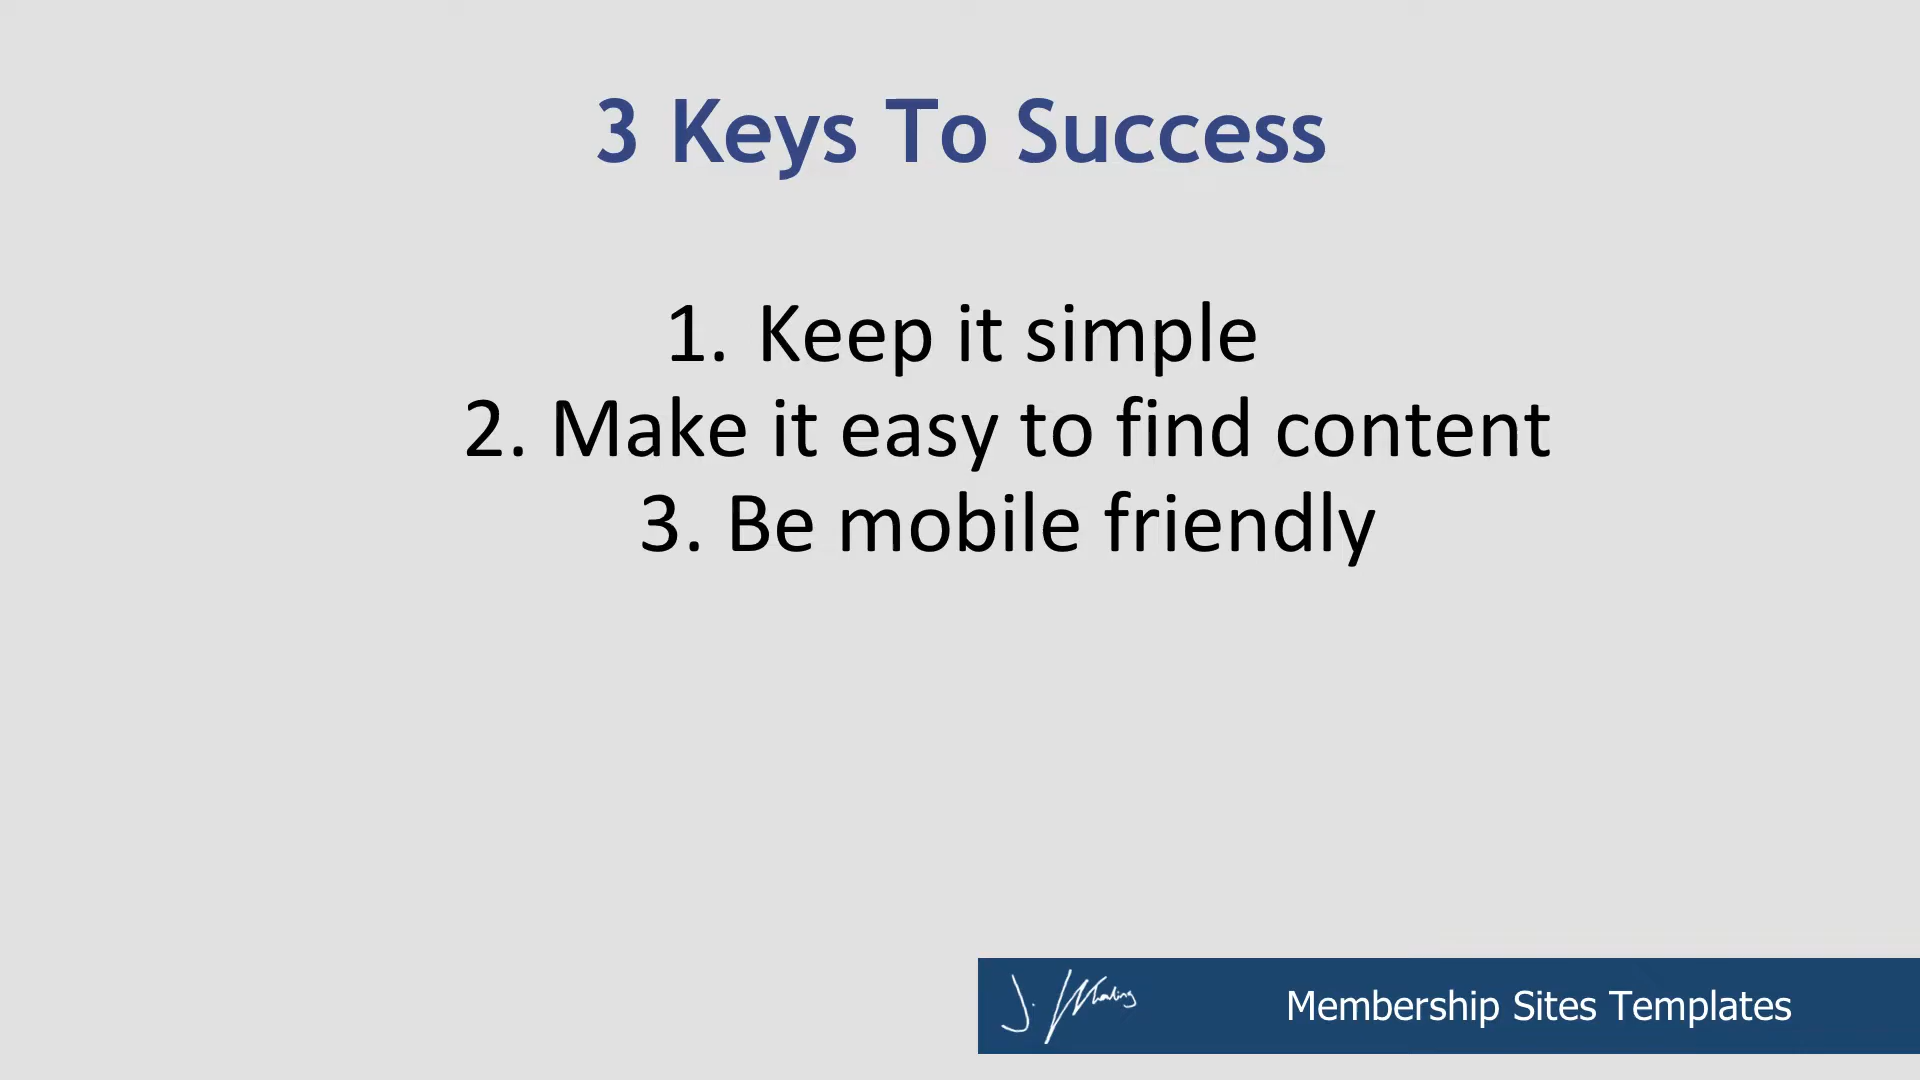 3 Keys To Success
1. Keep it simple
2. Make it easy to find content
3. Be mobile friendly
Membership Sites Templates